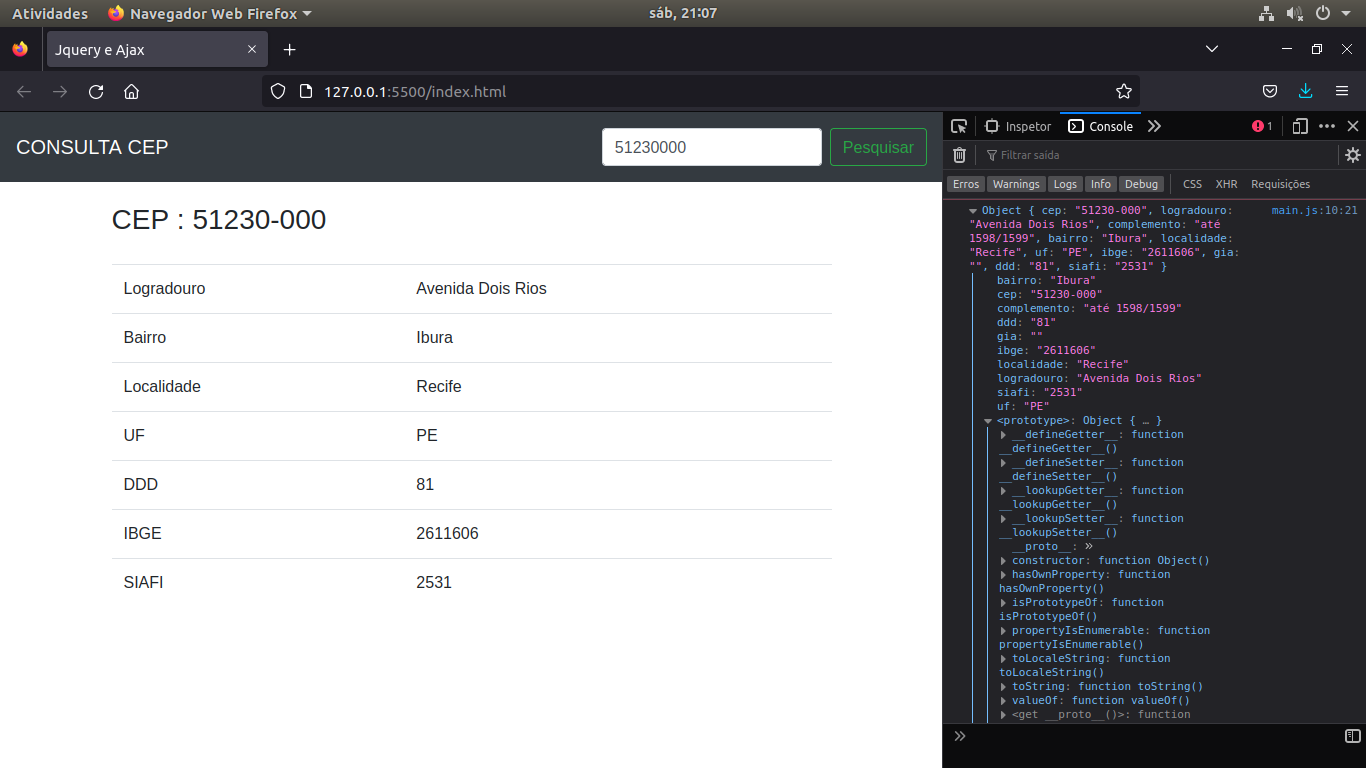 Atividades Navegador Web Firefox sáb, 21:07
Jquery e Ajax
127.0.0.1:5500/index.html
CONSULTA CEP 51230000 Pesquisar
CEP : 51230-000
Logradouro Avenida Dois Rios
Bairro Ibura
Localidade Recife
UF PE
DDD 81
IBGE 2611606
SIAFI 2531
Inspetor Console 1
Filtrar saída
Erros Warnings Logs Info Debug CSS XHR Requisições
Object { cep: "51230-000", logradouro: main.js:10:21
"Avenida Dois Rios", complemento: "até
1598/1599", bairro: "Ibura", localidade:
"Recife", uf: "PE", ibge: "2611606", gia:
"", ddd: "81", siafi: "2531" }
bairro: "Ibura"
cep: "51230-000"
complemento: "até 1598/1599"
ddd: "81"
gia: ""
ibge: "2611606"
localidade: "Recife"
logradouro: "Avenida Dois Rios"
siafi: "2531"
uf: "PE"
<prototype>: Object { … }
__defineGetter__: function
__defineGetter__()
__defineSetter__: function
__defineSetter__()
__lookupGetter__: function
__lookupGetter__()
__lookupSetter__: function
__lookupSetter__()
__proto__: »
constructor: function Object()
hasOwnProperty: function
hasOwnProperty()
isPrototypeOf: function
isPrototypeOf()
propertyIsEnumerable: function
propertyIsEnumerable()
toLocaleString: function
toLocaleString()
toString: function toString()
valueOf: function valueOf()
<get __proto__()>: function